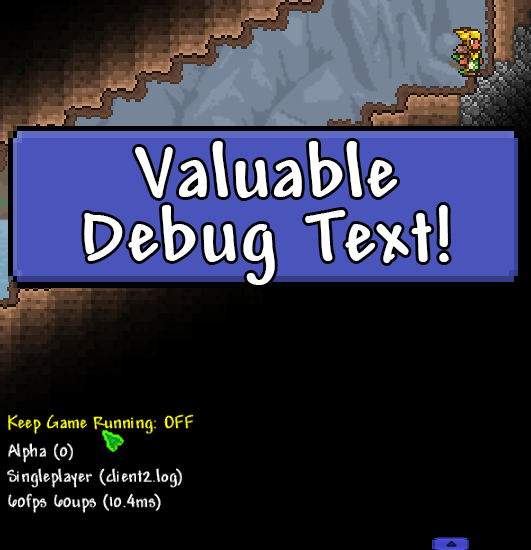 Valuable
Debug Text!
Keep Game Running: OFF
Alpha (0)
Singleplayer (client2.log)
60fps 60ups (10.4ms)